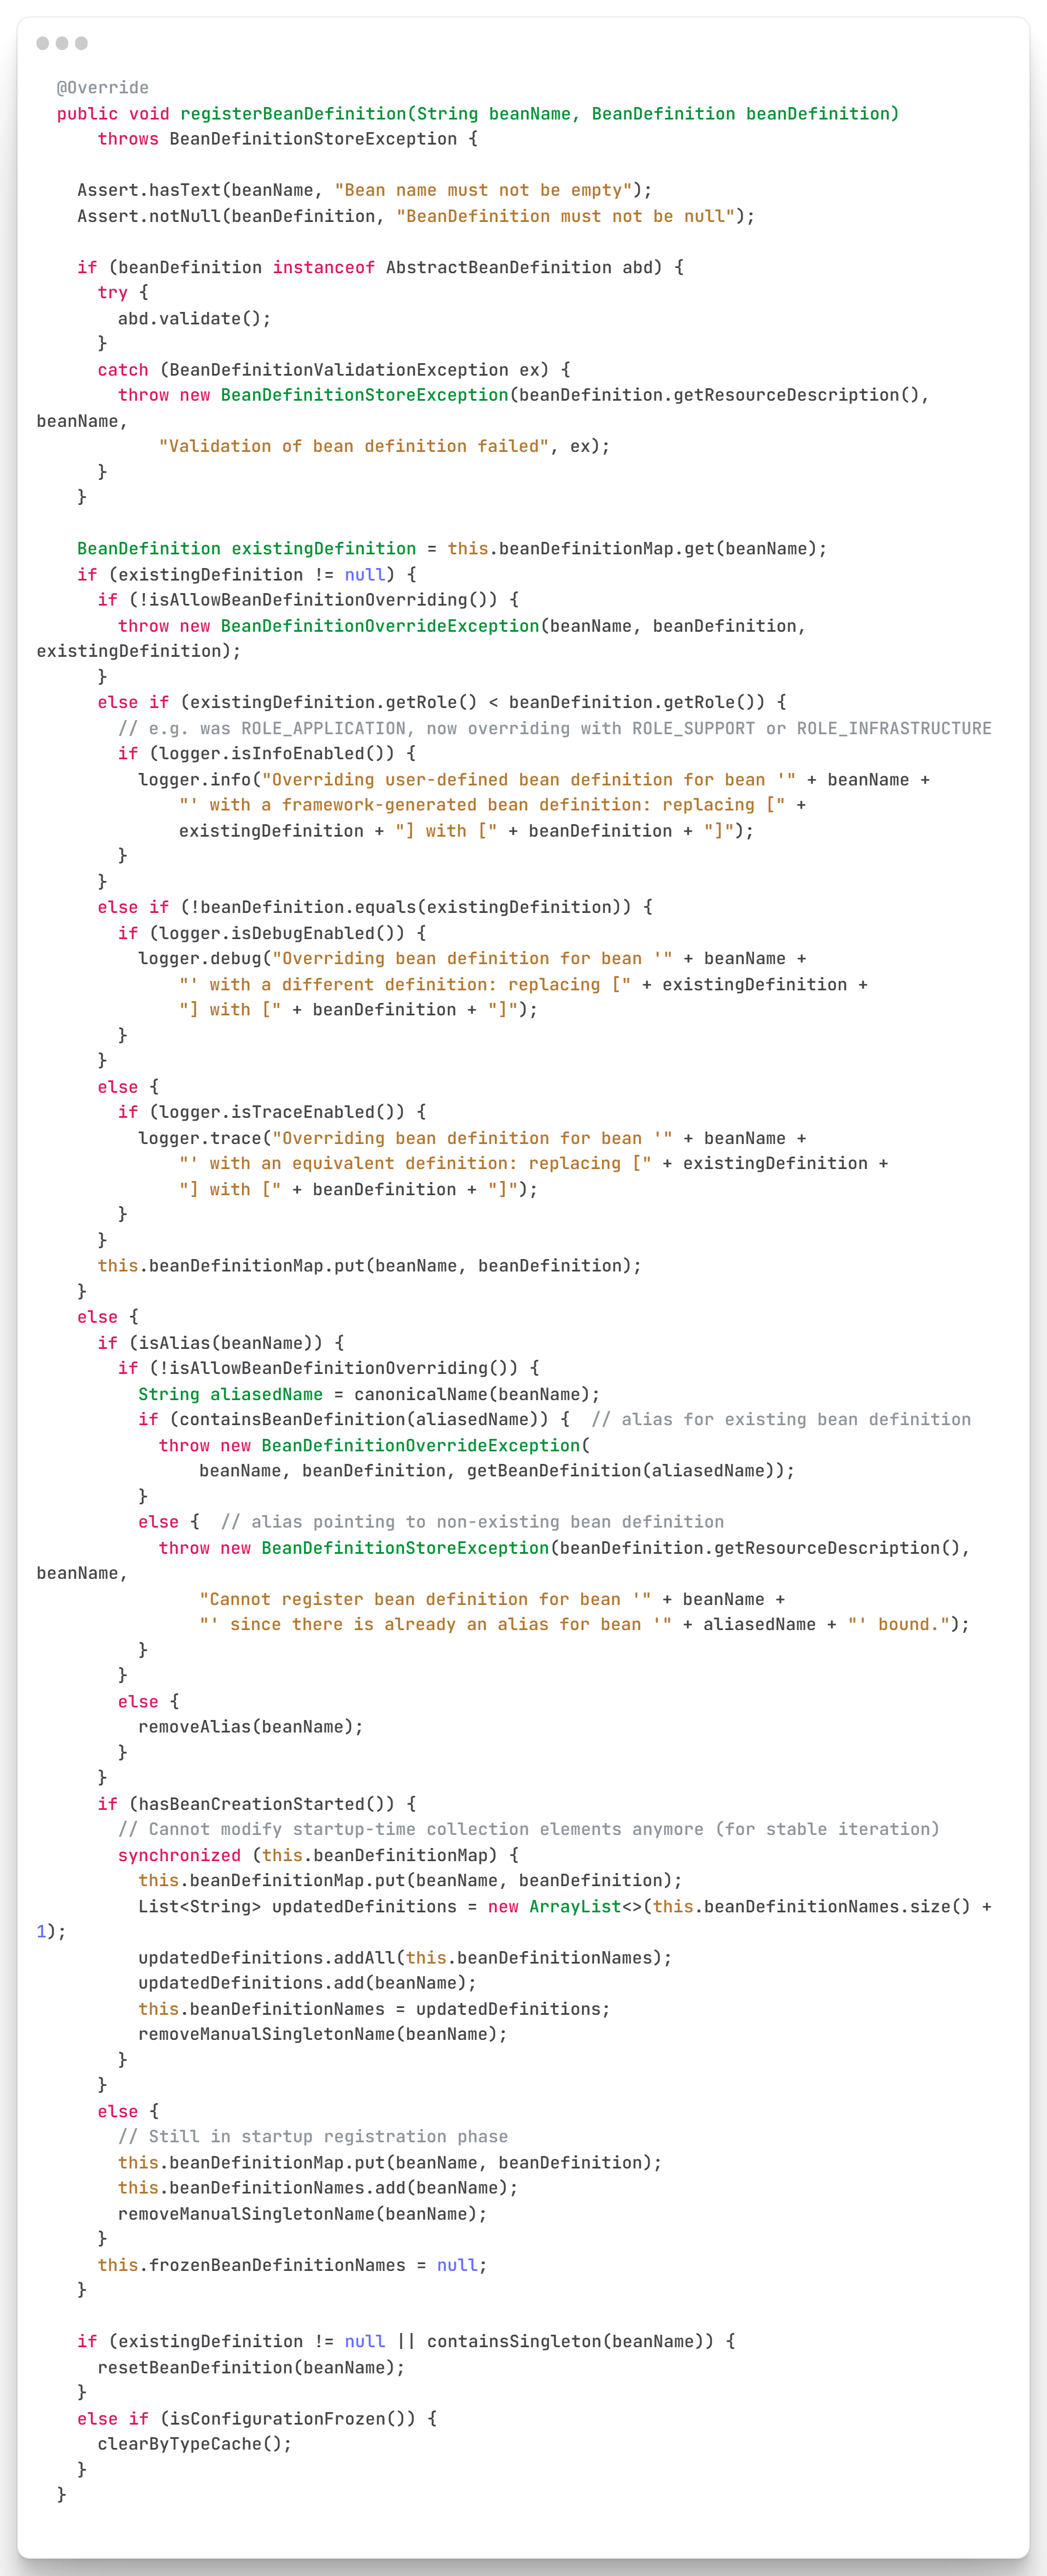 @Override
public void registerBeanDefinition(String beanName, BeanDefinition beanDefinition)
throws BeanDefinitionStoreException {
Assert.hasText(beanName, "Bean name must not be empty");
Assert.notNull(beanDefinition, "BeanDefinition must not be null");
if (beanDefinition instanceof AbstractBeanDefinition abd) {
try {
abd.validate();
}
catch (BeanDefinitionValidationException ex) {
throw new BeanDefinitionStoreException(beanDefinition.getResourceDescription(),
beanName,
"Validation of bean definition failed", ex);
}
}
BeanDefinition existingDefinition = this.beanDefinitionMap.get(beanName);
if (existingDefinition != null) {
if (!isAllowBeanDefinitionOverriding()) {
throw new BeanDefinitionOverrideException(beanName, beanDefinition,
existingDefinition);
}
else if (existingDefinition.getRole() < beanDefinition.getRole()) {
// e.g. was ROLE_APPLICATION, now overriding with ROLE_SUPPORT or ROLE_INFRASTRUCTURE
if (logger.isInfoEnabled()) {
logger.info("Overriding user-defined bean definition for bean '" + beanName +
"' with a framework-generated bean definition: replacing [" +
existingDefinition + "] with [" + beanDefinition + "]");
}
}
else if (!beanDefinition.equals(existingDefinition)) {
if (logger.isDebugEnabled()) {
logger.debug("Overriding bean definition for bean '" + beanName +
"' with a different definition: replacing [" + existingDefinition +
"] with [" + beanDefinition + "]");
}
}
else {
if (logger.isTraceEnabled()) {
logger.trace("Overriding bean definition for bean '" + beanName +
"' with an equivalent definition: replacing [" + existingDefinition +
"] with [" + beanDefinition + "]");
}
}
this.beanDefinitionMap.put(beanName, beanDefinition);
}
else {
if (isAlias(beanName)) {
if (!isAllowBeanDefinitionOverriding()) {
String aliasedName = canonicalName(beanName);
if (containsBeanDefinition(aliasedName)) {  // alias for existing bean definition
throw new BeanDefinitionOverrideException(
beanName, beanDefinition, getBeanDefinition(aliasedName));
}
else {  // alias pointing to non-existing bean definition
throw new BeanDefinitionStoreException(beanDefinition.getResourceDescription(),
beanName,
"Cannot register bean definition for bean '" + beanName +
"' since there is already an alias for bean '" + aliasedName + "' bound.");
}
}
else {
removeAlias(beanName);
}
}
if (hasBeanCreationStarted()) {
// Cannot modify startup-time collection elements anymore (for stable iteration)
synchronized (this.beanDefinitionMap) {
this.beanDefinitionMap.put(beanName, beanDefinition);
List<String> updatedDefinitions = new ArrayList<>(this.beanDefinitionNames.size() +
1);
updatedDefinitions.addAll(this.beanDefinitionNames);
updatedDefinitions.add(beanName);
this.beanDefinitionNames = updatedDefinitions;
removeManualSingletonName(beanName);
}
}
else {
// Still in startup registration phase
this.beanDefinitionMap.put(beanName, beanDefinition);
this.beanDefinitionNames.add(beanName);
removeManualSingletonName(beanName);
}
this.frozenBeanDefinitionNames = null;
}
if (existingDefinition != null || containsSingleton(beanName)) {
resetBeanDefinition(beanName);
}
else if (isConfigurationFrozen()) {
clearByTypeCache();
}
}